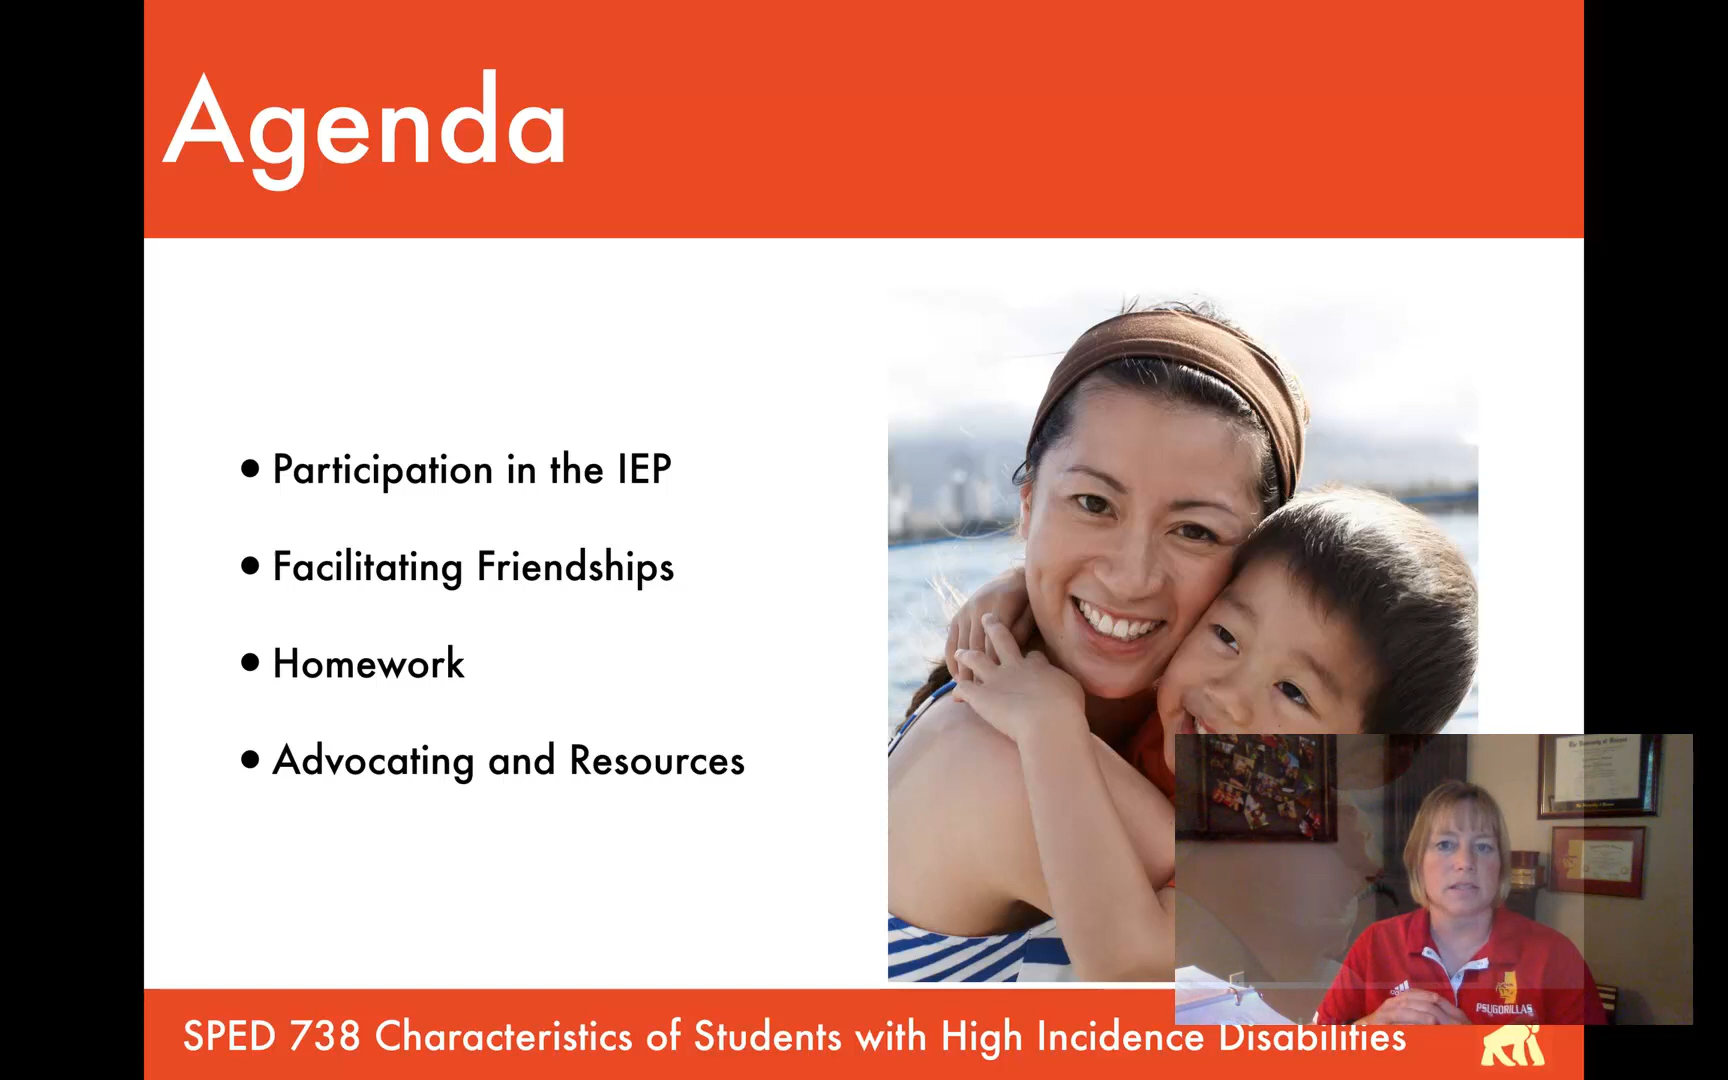 Agenda
• Participation in the IEP
• Facilitating Friendships
• Homework
• Advocating and Resources
PSUGORILLAS
SPED 738 Characteristics of Students with High Incidence Disabilities